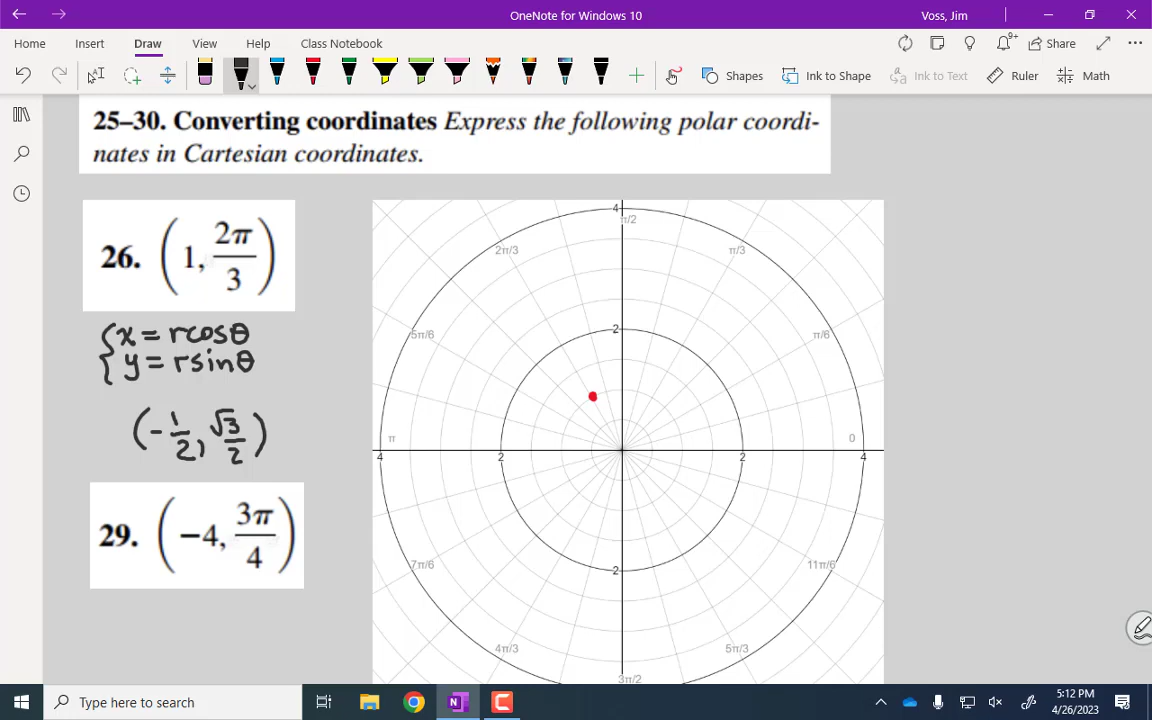 OneNote for Windows 10
Voss, Jim
Home Insert Draw View Help Class Notebook
9+ Share
Shapes Ink to Shape Ink to Text Ruler Math
25–30. Converting coordinates Express the following polar coordi-
nates in Cartesian coordinates.
26. (1, 2π/3)
{x = rcosθ
{y = rsinθ
(-1/2, √3/2)
29. (−4, 3π/4)
4
π/2
2π/3 π/3
2
5π/6 π/6
π 0
4 2 2 4
2
7π/6 11π/6
4π/3 5π/3
3π/2
Type here to search
N
5:12 PM
4/26/2023